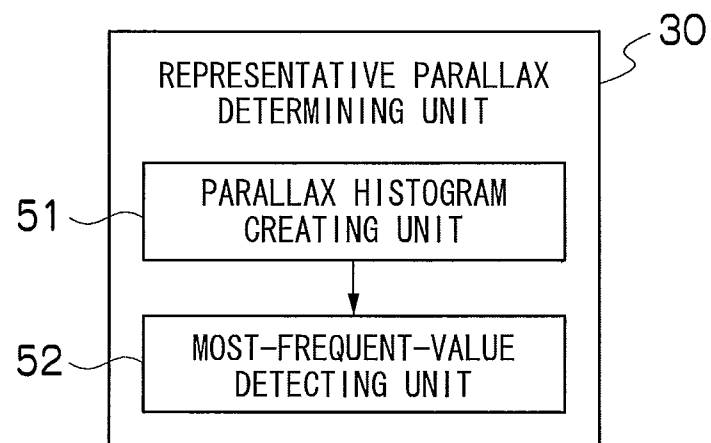 30
REPRESENTATIVE PARALLAX
DETERMINING UNIT
51
PARALLAX HISTOGRAM
CREATING UNIT
52
MOST-FREQUENT-VALUE
DETECTING UNIT